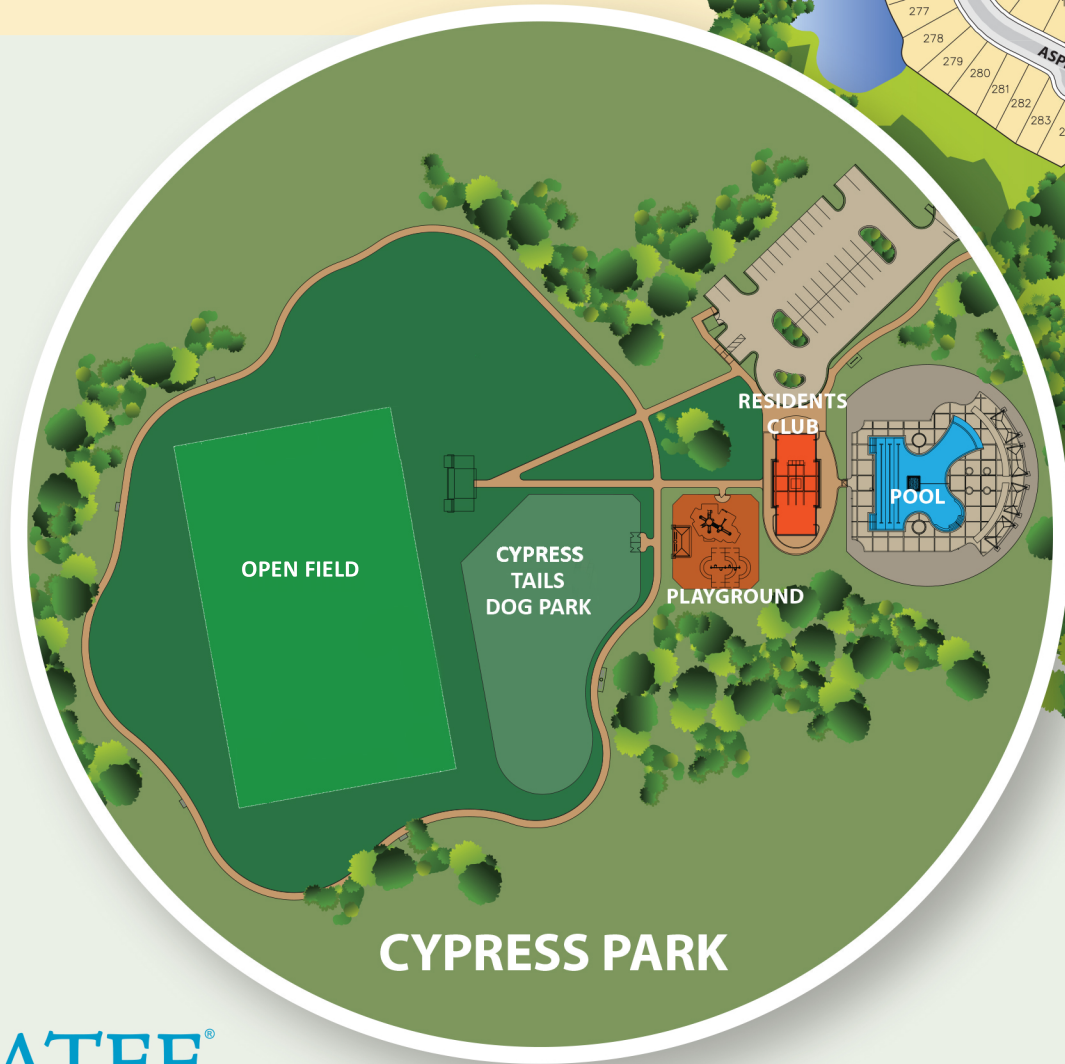 277
278
279
280
281
282
283
RESIDENTS
CLUB
POOL
OPEN FIELD
CYPRESS
TAILS
DOG PARK
PLAYGROUND
CYPRESS PARK
ATEE®